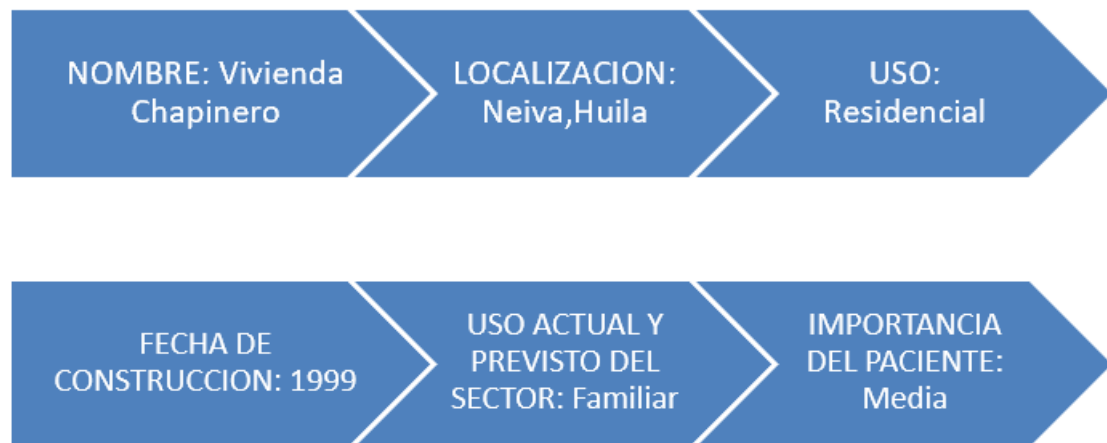 NOMBRE: Vivienda
Chapinero
LOCALIZACION:
Neiva,Huila
USO:
Residencial
FECHA DE
CONSTRUCCION: 1999
USO ACTUAL Y
PREVISTO DEL
SECTOR: Familiar
IMPORTANCIA
DEL PACIENTE:
Media